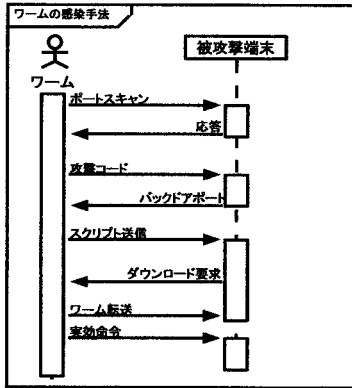 ワームの感染手法
被攻撃端末
ワーム
ポートスキャン
応答
攻撃コード
バックドアポート
スクリプト送信
ダウンロード要求
ワーム転送
実効命令